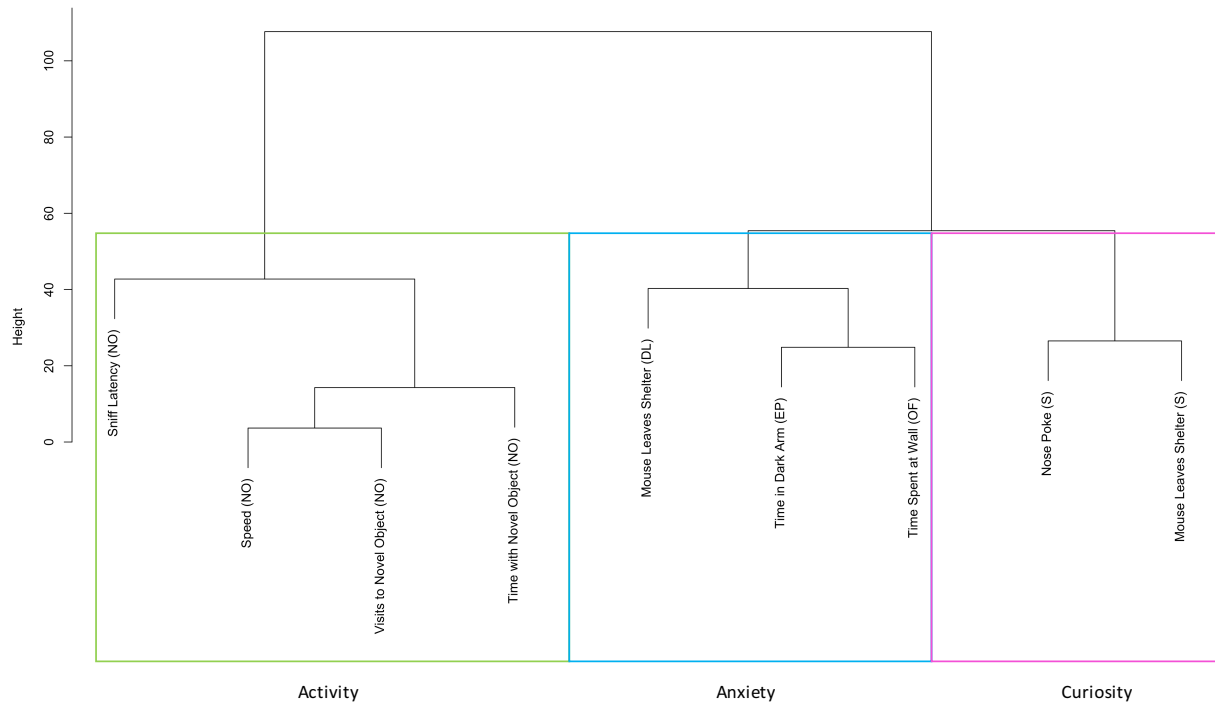 Height
0
20
40
60
80
100
Sniff Latency (NO)
Speed (NO)
Visits to Novel Object (NO)
Time with Novel Object (NO)
Mouse Leaves Shelter (DL)
Time in Dark Arm (EP)
Time Spent at Wall (OF)
Nose Poke (S)
Mouse Leaves Shelter (S)
Activity
Anxiety
Curiosity